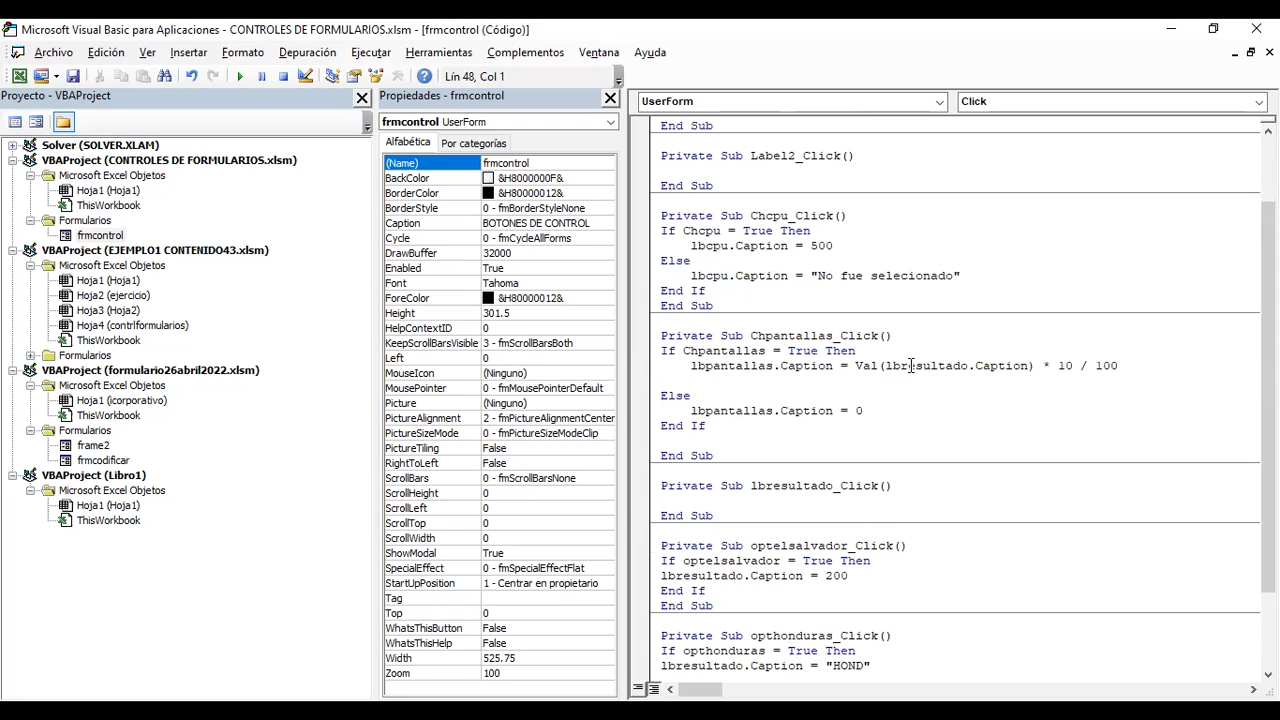 Microsoft Visual Basic para Aplicaciones - CONTROLES DE FORMULARIOS.xlsm - [frmcontrol (Código)]
Archivo Edición Ver Insertar Formato Depuración Ejecutar Herramientas Complementos Ventana Ayuda
Lín 48, Col 1
Proyecto - VBAProject
Solver (SOLVER.XLAM)
VBAProject (CONTROLES DE FORMULARIOS.xlsm)
Microsoft Excel Objetos
Hoja1 (Hoja1)
ThisWorkbook
Formularios
frmcontrol
VBAProject (EJEMPLO1 CONTENIDO43.xlsm)
Microsoft Excel Objetos
Hoja1 (Hoja1)
Hoja2 (ejercicio)
Hoja3 (Hoja2)
Hoja4 (contrlformularios)
ThisWorkbook
Formularios
VBAProject (formulario26abril2022.xlsm)
Microsoft Excel Objetos
Hoja1 (icorporativo)
ThisWorkbook
Formularios
frame2
frmcodificar
VBAProject (Libro1)
Microsoft Excel Objetos
Hoja1 (Hoja1)
ThisWorkbook
Propiedades - frmcontrol
frmcontrol UserForm
Alfabética Por categorías
(Name) frmcontrol
BackColor &H8000000F&
BorderColor &H80000012&
BorderStyle 0 - fmBorderStyleNone
Caption BOTONES DE CONTROL
Cycle 0 - fmCycleAllForms
DrawBuffer 32000
Enabled True
Font Tahoma
ForeColor &H80000012&
Height 301.5
HelpContextID 0
KeepScrollBarsVisible 3 - fmScrollBarsBoth
Left 0
MouseIcon (Ninguno)
MousePointer 0 - fmMousePointerDefault
Picture (Ninguno)
PictureAlignment 2 - fmPictureAlignmentCenter
PictureSizeMode 0 - fmPictureSizeModeClip
PictureTiling False
RightToLeft False
ScrollBars 0 - fmScrollBarsNone
ScrollHeight 0
ScrollLeft 0
ScrollTop 0
ScrollWidth 0
ShowModal True
SpecialEffect 0 - fmSpecialEffectFlat
StartUpPosition 1 - Centrar en propietario
Tag
Top 0
WhatsThisButton False
WhatsThisHelp False
Width 525.75
Zoom 100
UserForm Click
End Sub
Private Sub Label2_Click()
End Sub
Private Sub Chcpu_Click()
If Chcpu = True Then
lbcpu.Caption = 500
Else
lbcpu.Caption = "No fue selecionado"
End If
End Sub
Private Sub Chpantallas_Click()
If Chpantallas = True Then
lbpantallas.Caption = Val(lbresultado.Caption) * 10 / 100
Else
lbpantallas.Caption = 0
End If
End Sub
Private Sub lbresultado_Click()
End Sub
Private Sub optelsalvador_Click()
If optelsalvador = True Then
lbresultado.Caption = 200
End If
End Sub
Private Sub opthonduras_Click()
If opthonduras = True Then
lbresultado.Caption = "HOND"